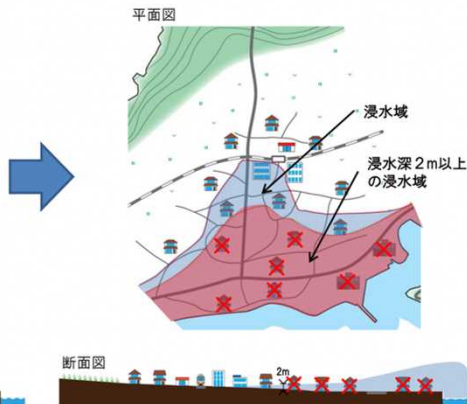 平面図
浸水域
浸水深2m以上
の浸水域
断面図
2m